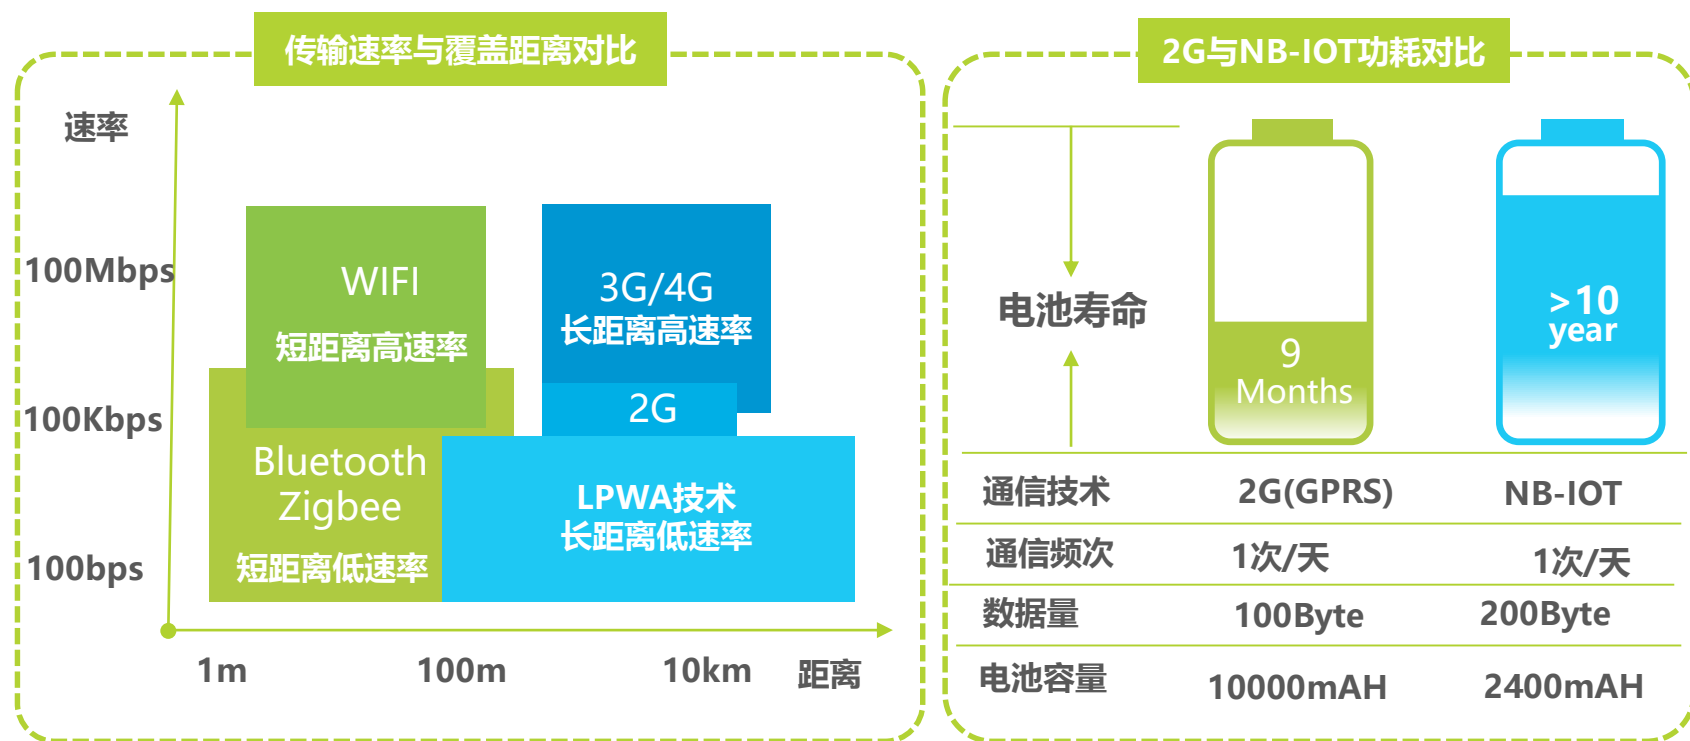 传输速率与覆盖距离对比
速率
100Mbps
100Kbps
100bps
WIFI
短距离高速率
3G/4G
长距离高速率
2G
Bluetooth
Zigbee
短距离低速率
LPWA技术
长距离低速率
1m
100m
10km
距离
2G与NB-IOT功耗对比
电池寿命
9
Months
>10
year
通信技术 2G(GPRS) NB-IOT
通信频次 1次/天 1次/天
数据量 100Byte 200Byte
电池容量 10000mAH 2400mAH